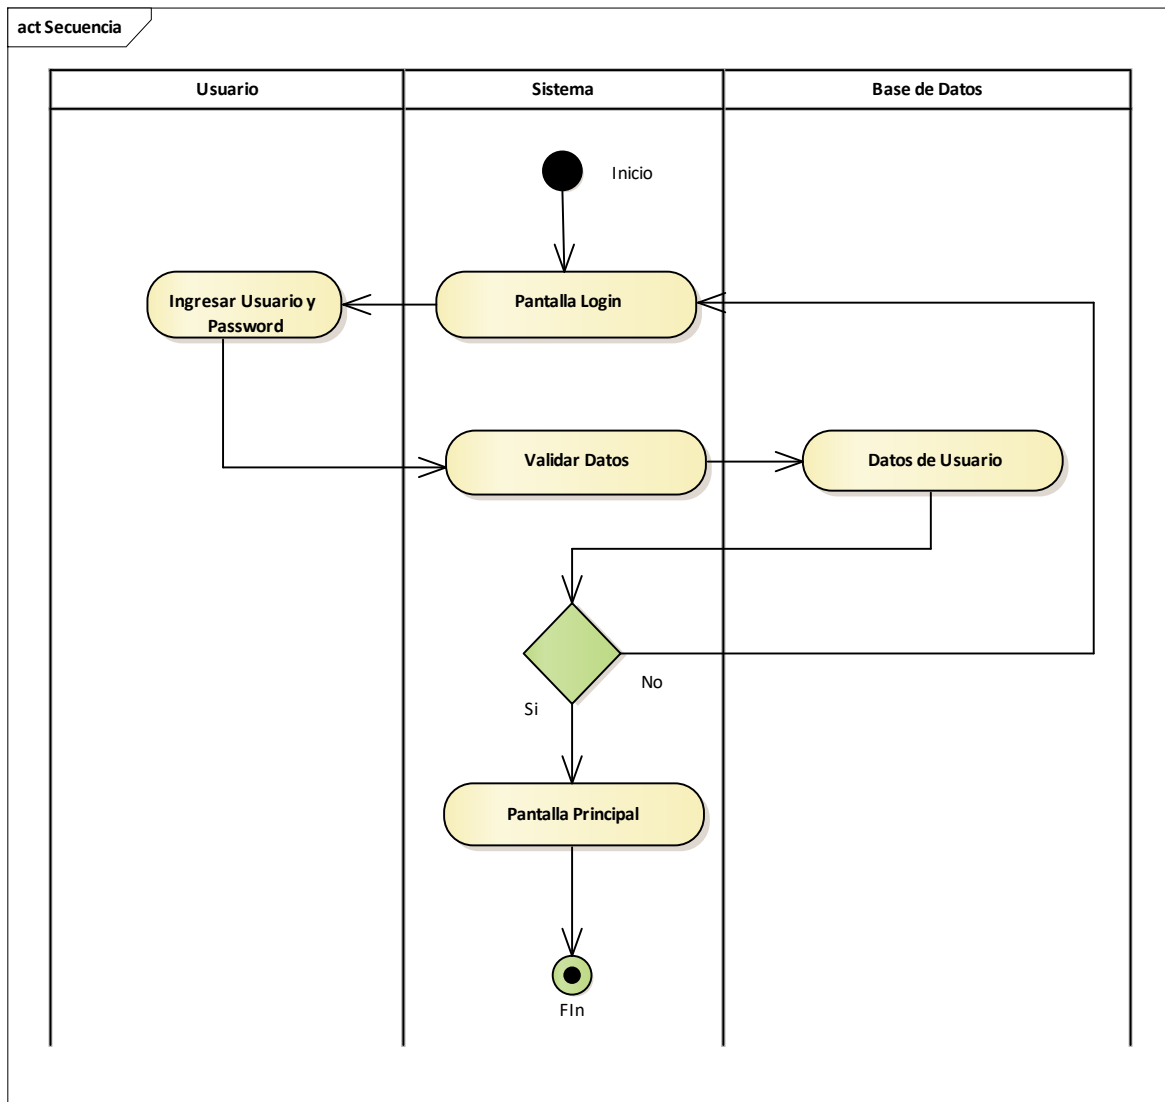 act Secuencia
Usuario
Sistema
Base de Datos
Inicio
Ingresar Usuario y
Password
Pantalla Login
Validar Datos
Datos de Usuario
No
Si
Pantalla Principal
FIn